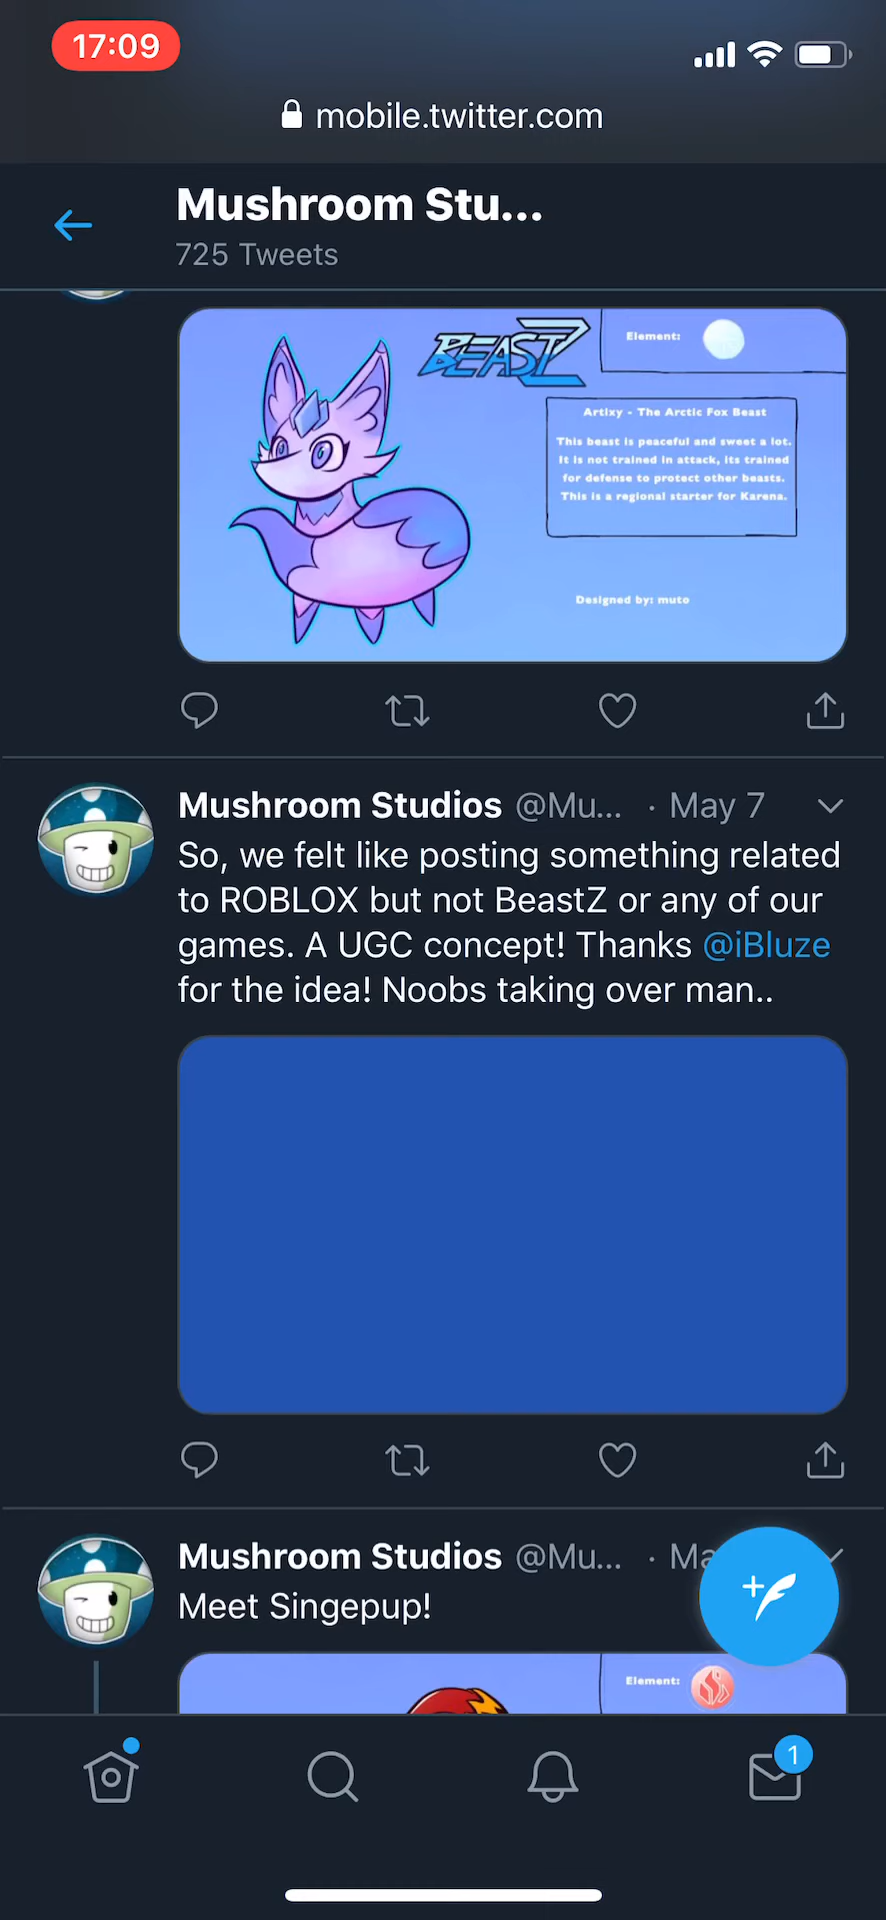 17:09
mobile.twitter.com
Mushroom Stu...
725 Tweets
BEASTZ
Element:
Artixy - The Arctic Fox Beast
This beast is peaceful and sweet a lot.
It is not trained in attack, its trained
for defense to protect other beasts.
This is a regional starter for Karena.
Designed by: muto
Mushroom Studios @Mu... · May 7
So, we felt like posting something related
to ROBLOX but not BeastZ or any of our
games. A UGC concept! Thanks @iBluze
for the idea! Noobs taking over man..
Mushroom Studios @Mu... · Ma
Meet Singepup!
Element:
1